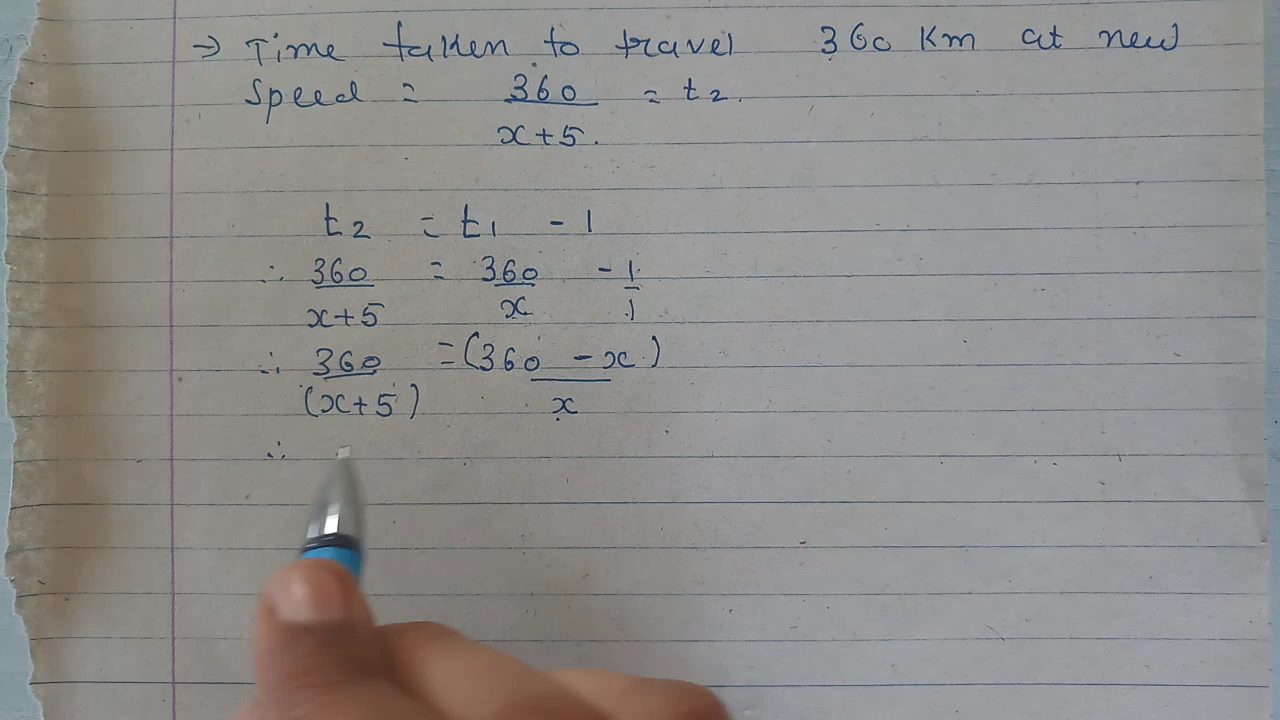 → Time taken to travel 360 Km at new
Speed = 360/x+5. = t2.
t2 = t1 - 1
∴ 360/x+5 = 360/x - 1/1
∴ 360/(x+5) = (360 - x)/x
∴